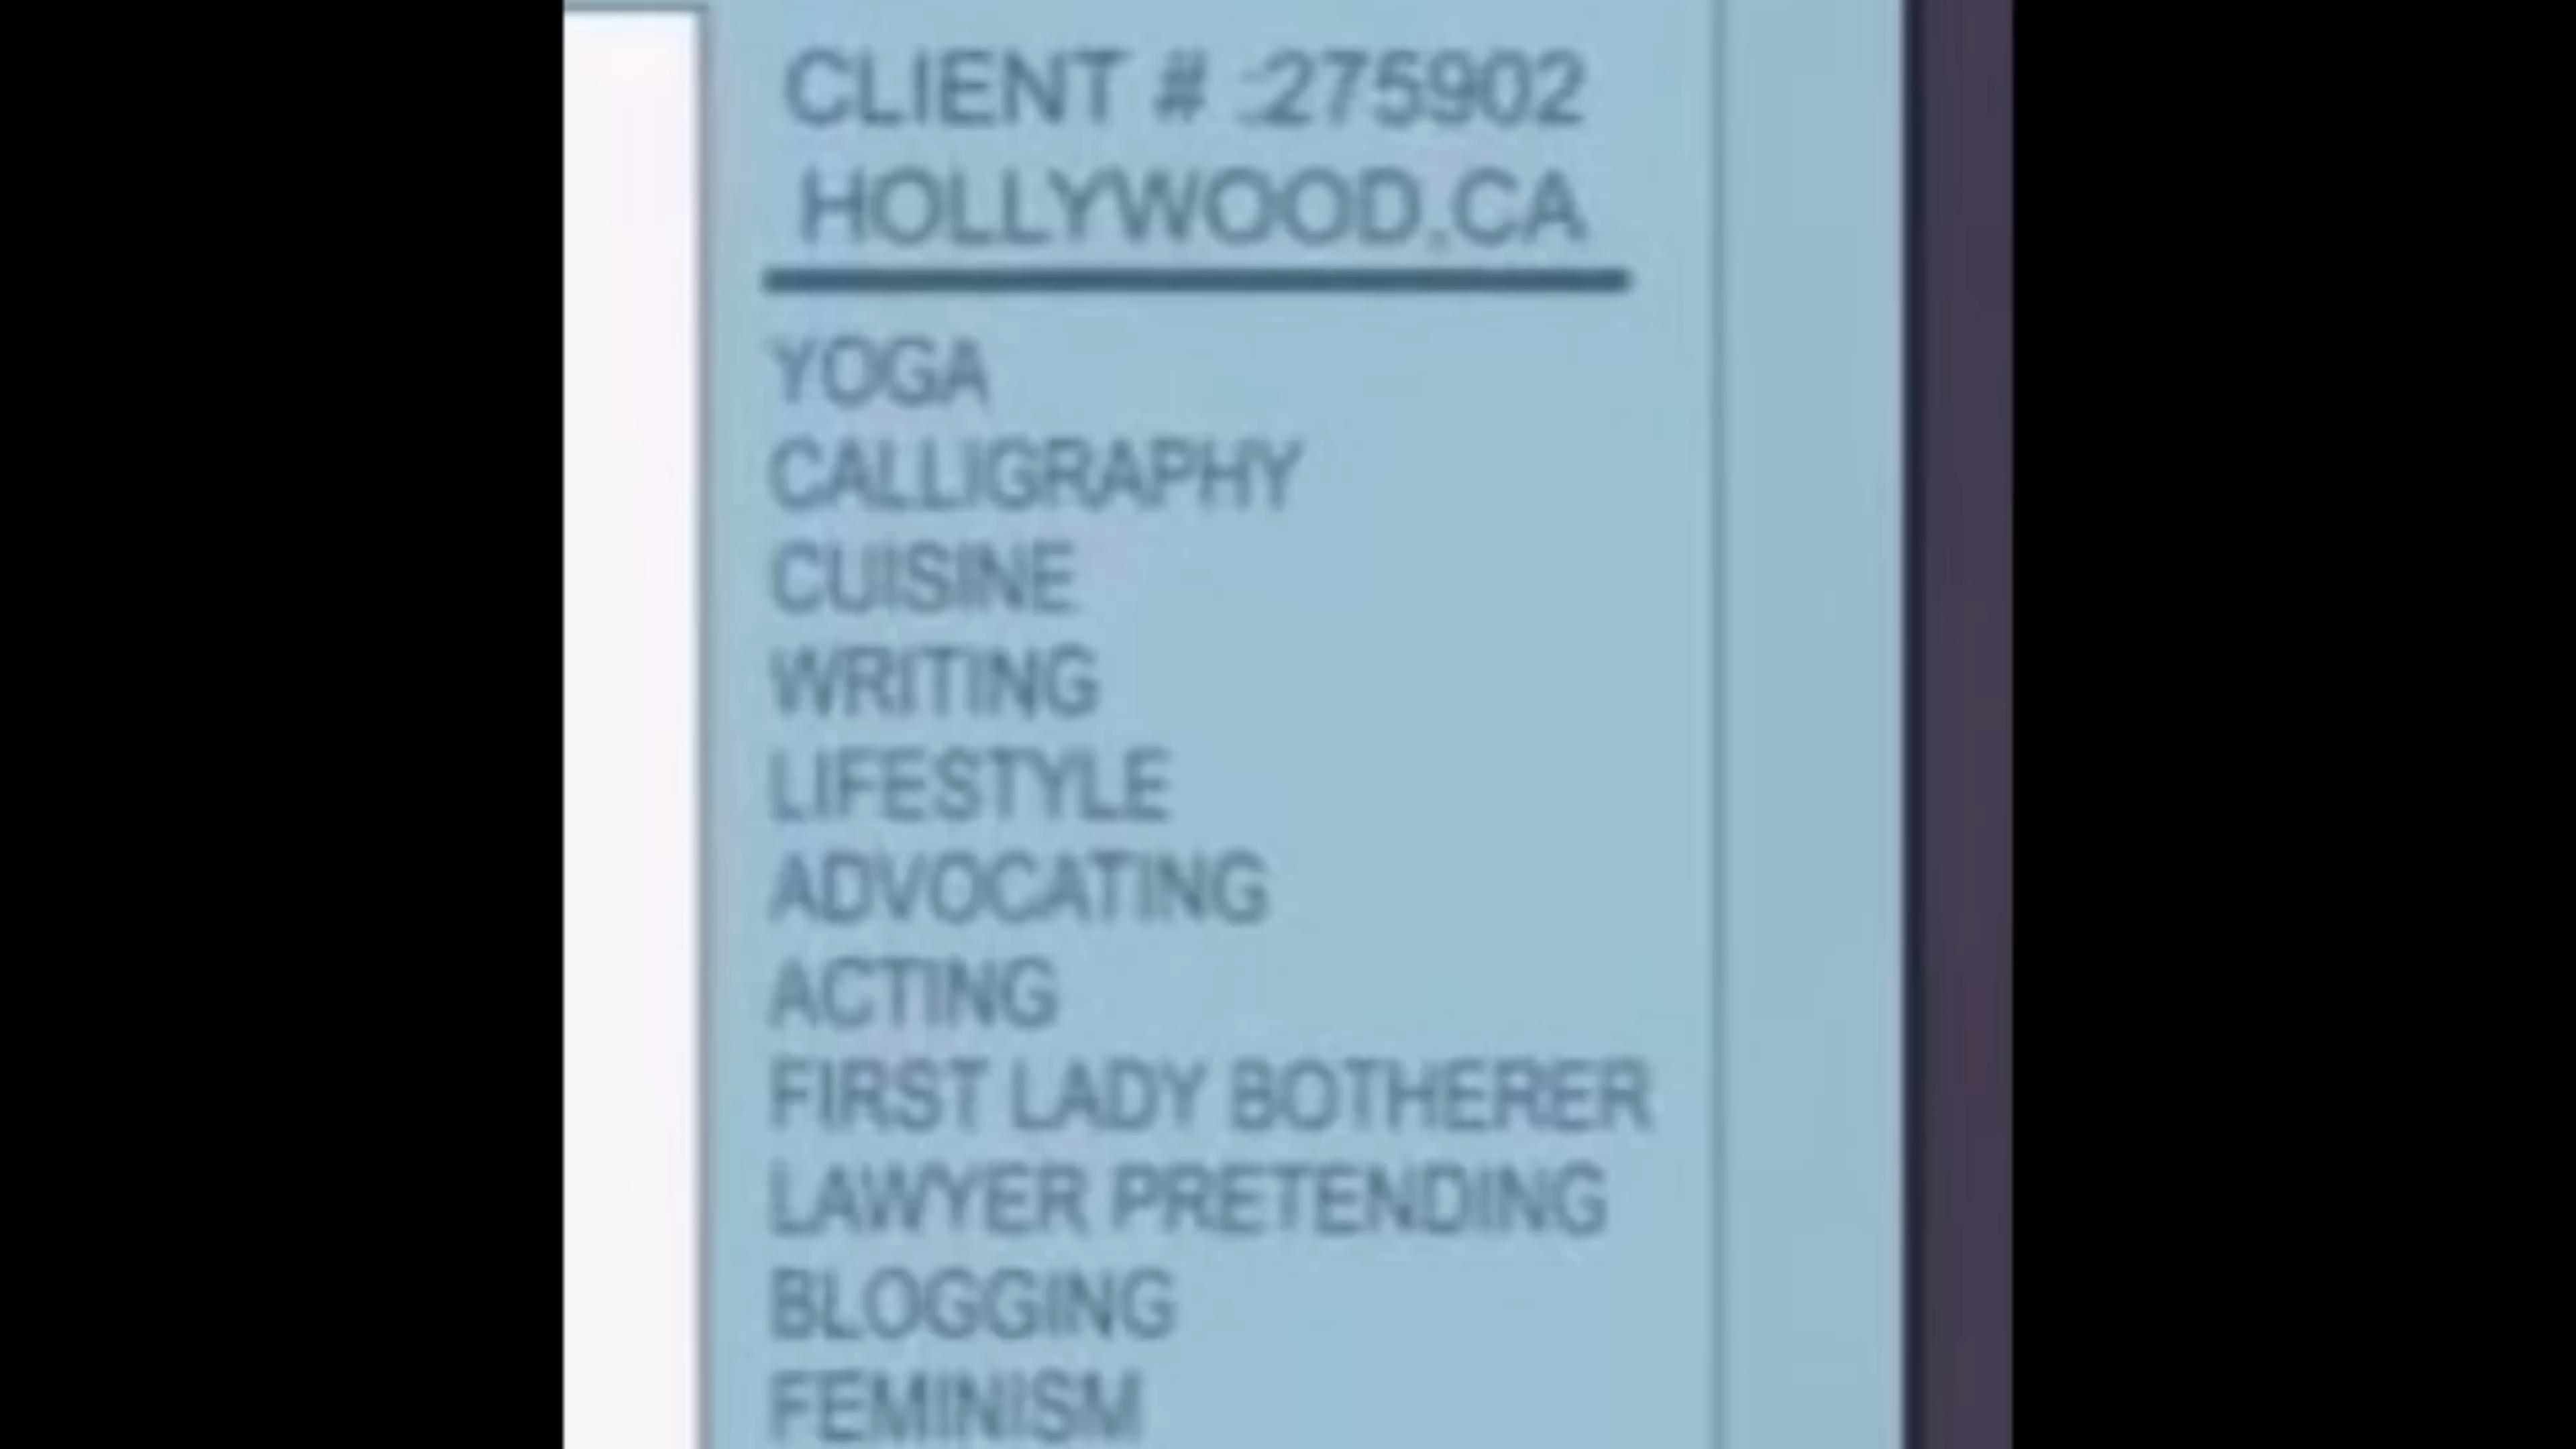 CLIENT # :275902
HOLLYWOOD,CA
YOGA
CALLIGRAPHY
CUISINE
WRITING
LIFESTYLE
ADVOCATING
ACTING
FIRST LADY BOTHERER
LAWYER PRETENDING
BLOGGING
FEMINISM